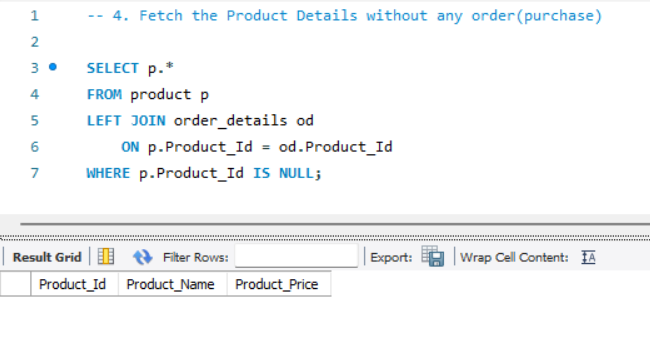 1 -- 4. Fetch the Product Details without any order(purchase)
2
3 SELECT p.*
4 FROM product p
5 LEFT JOIN order_details od
6 ON p.Product_Id = od.Product_Id
7 WHERE p.Product_Id IS NULL;
Result Grid Filter Rows: Export: Wrap Cell Content: IA
Product_Id Product_Name Product_Price